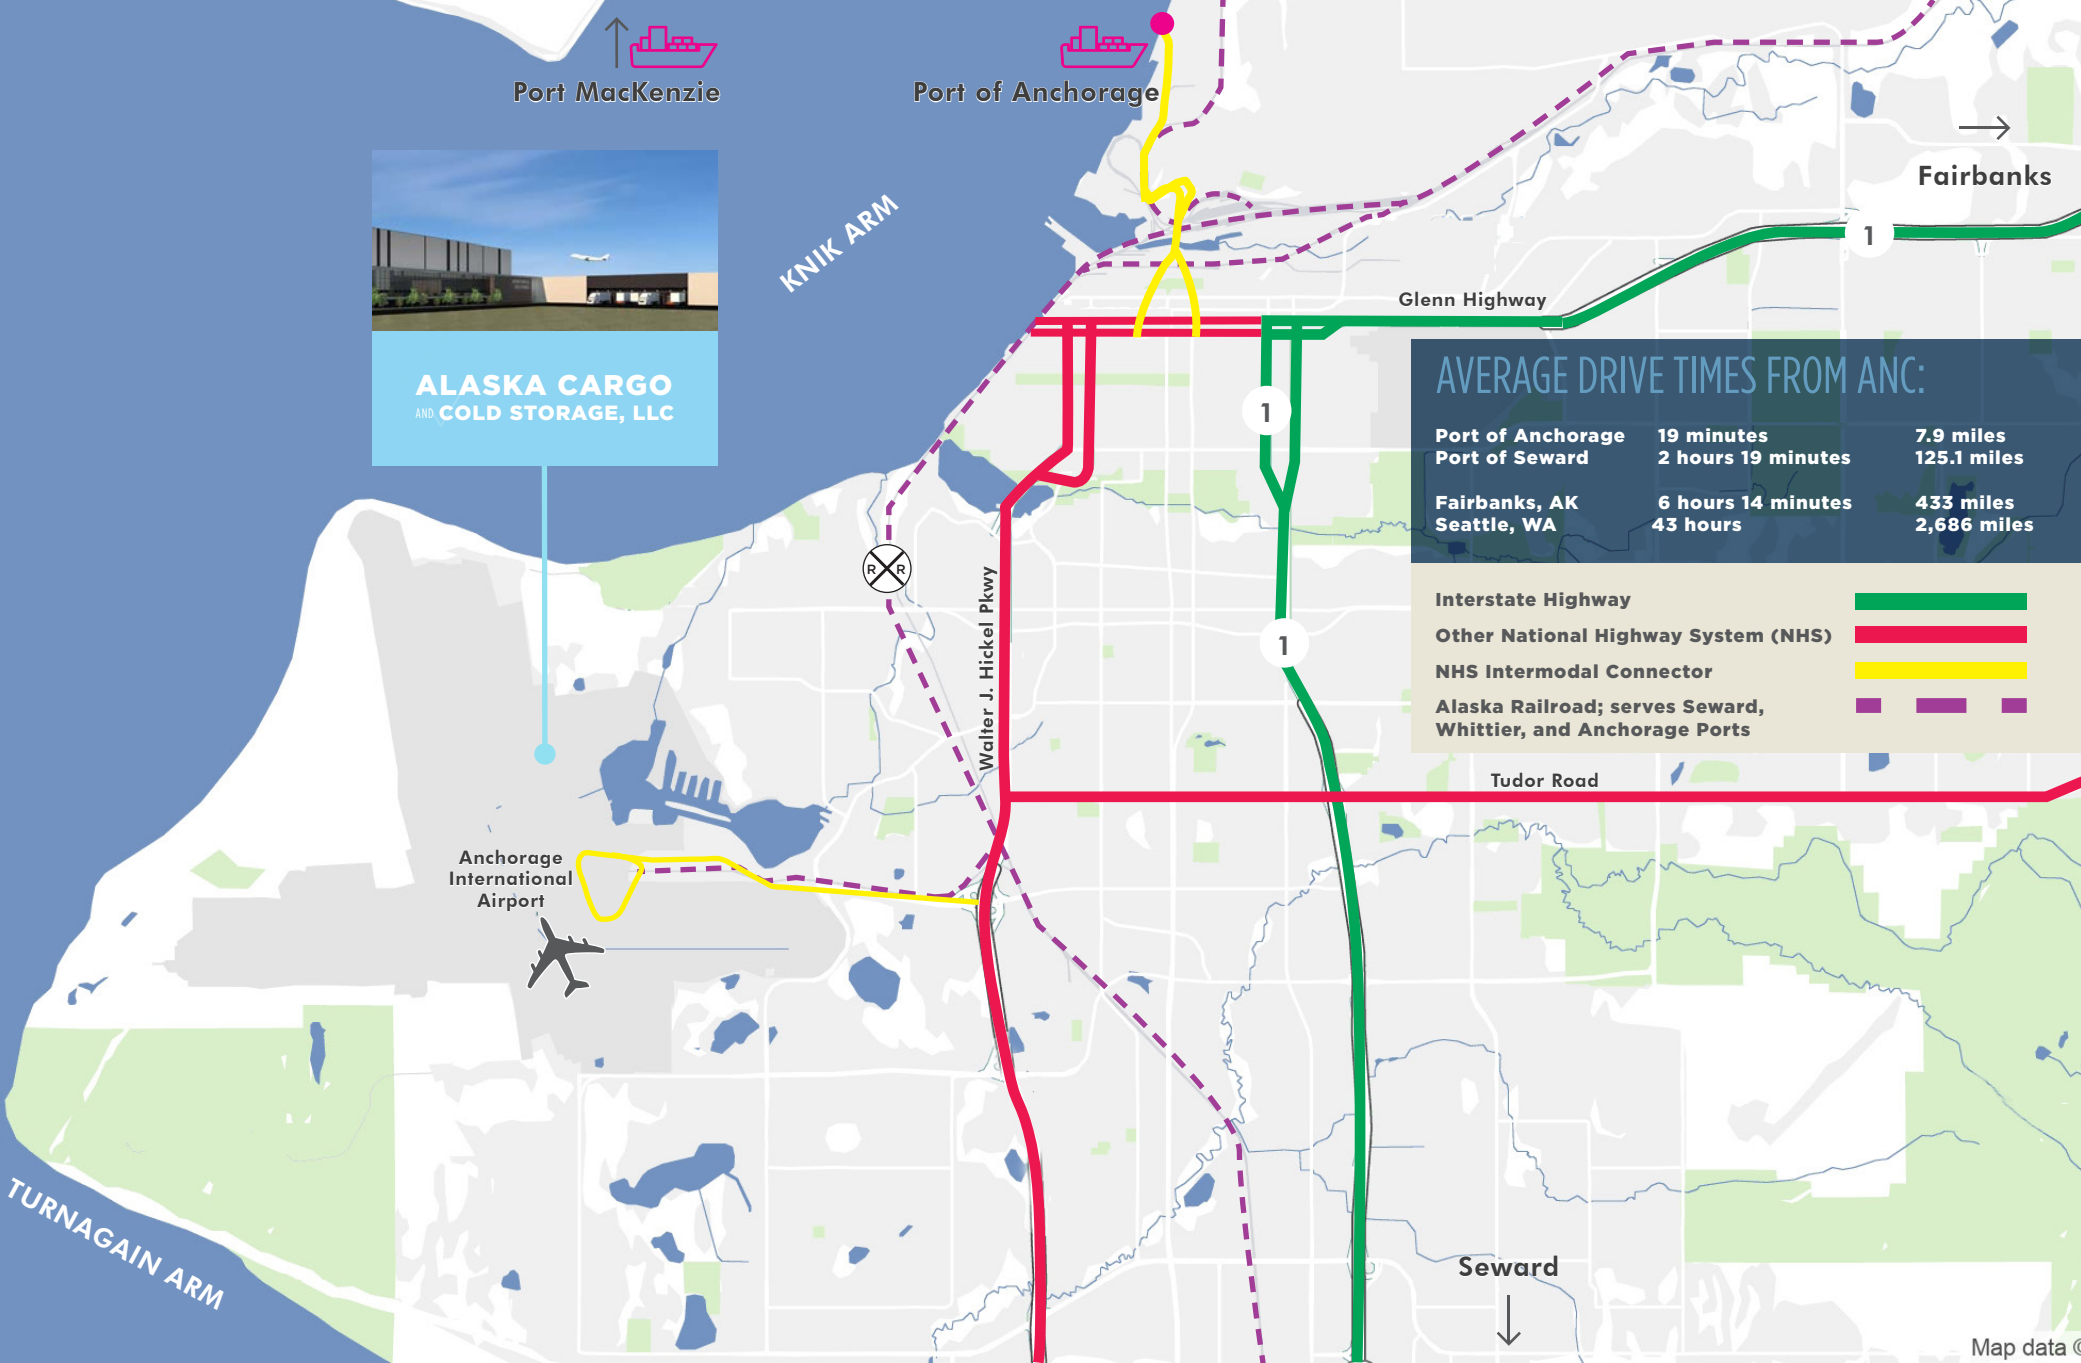 Port MacKenzie
Port of Anchorage
Fairbanks
1
KNIK ARM
Glenn Highway
ALASKA CARGO
AND COLD STORAGE, LLC
1
AVERAGE DRIVE TIMES FROM ANC:
Port of Anchorage 19 minutes 7.9 miles
Port of Seward 2 hours 19 minutes 125.1 miles
Fairbanks, AK 6 hours 14 minutes 433 miles
Seattle, WA 43 hours 2,686 miles
R R
Walter J. Hickel Pkwy
1
Interstate Highway
Other National Highway System (NHS)
NHS Intermodal Connector
Alaska Railroad; serves Seward,
Whittier, and Anchorage Ports
Tudor Road
Anchorage
International
Airport
TURNAGAIN ARM
Seward
Map data ©